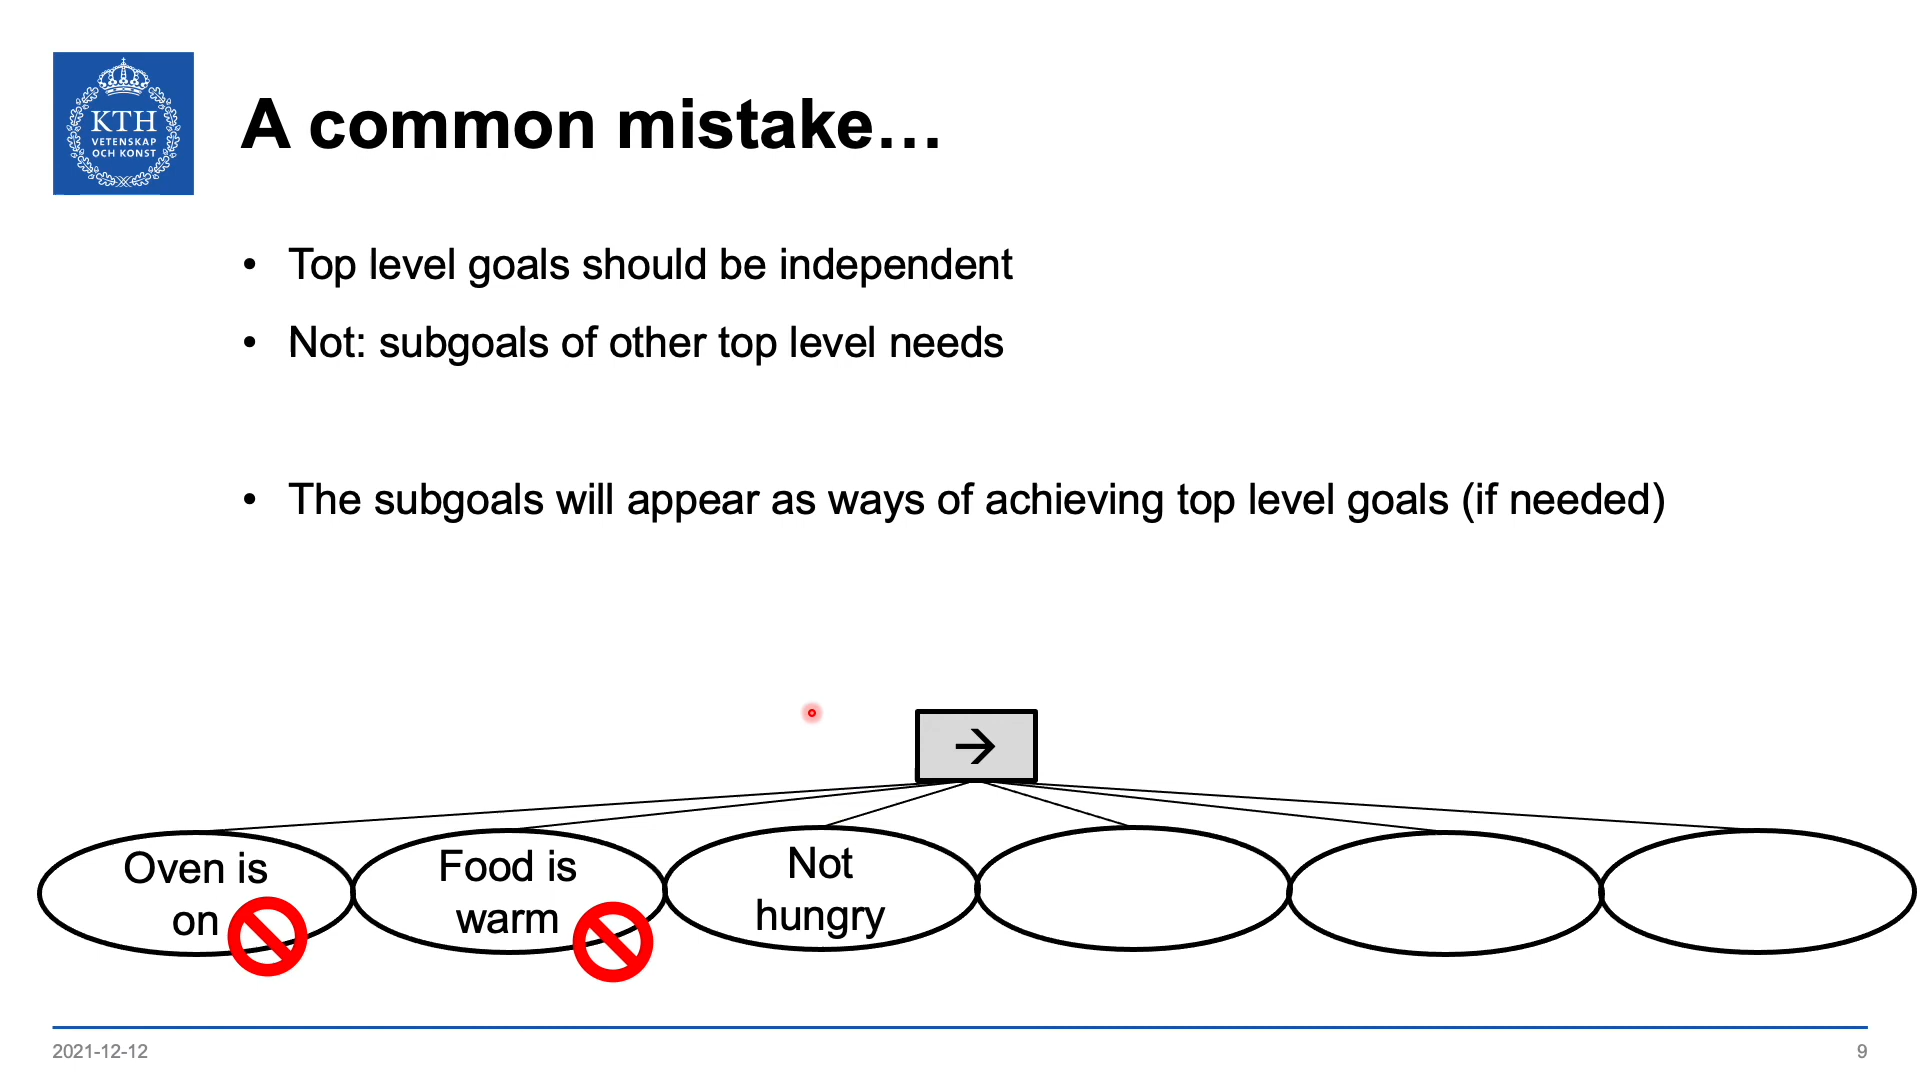 KTH
VETENSKAP
OCH KONST
A common mistake…
• Top level goals should be independent
• Not: subgoals of other top level needs
• The subgoals will appear as ways of achieving top level goals (if needed)
→
Oven is
on
Food is
warm
Not
hungry
2021-12-12
9